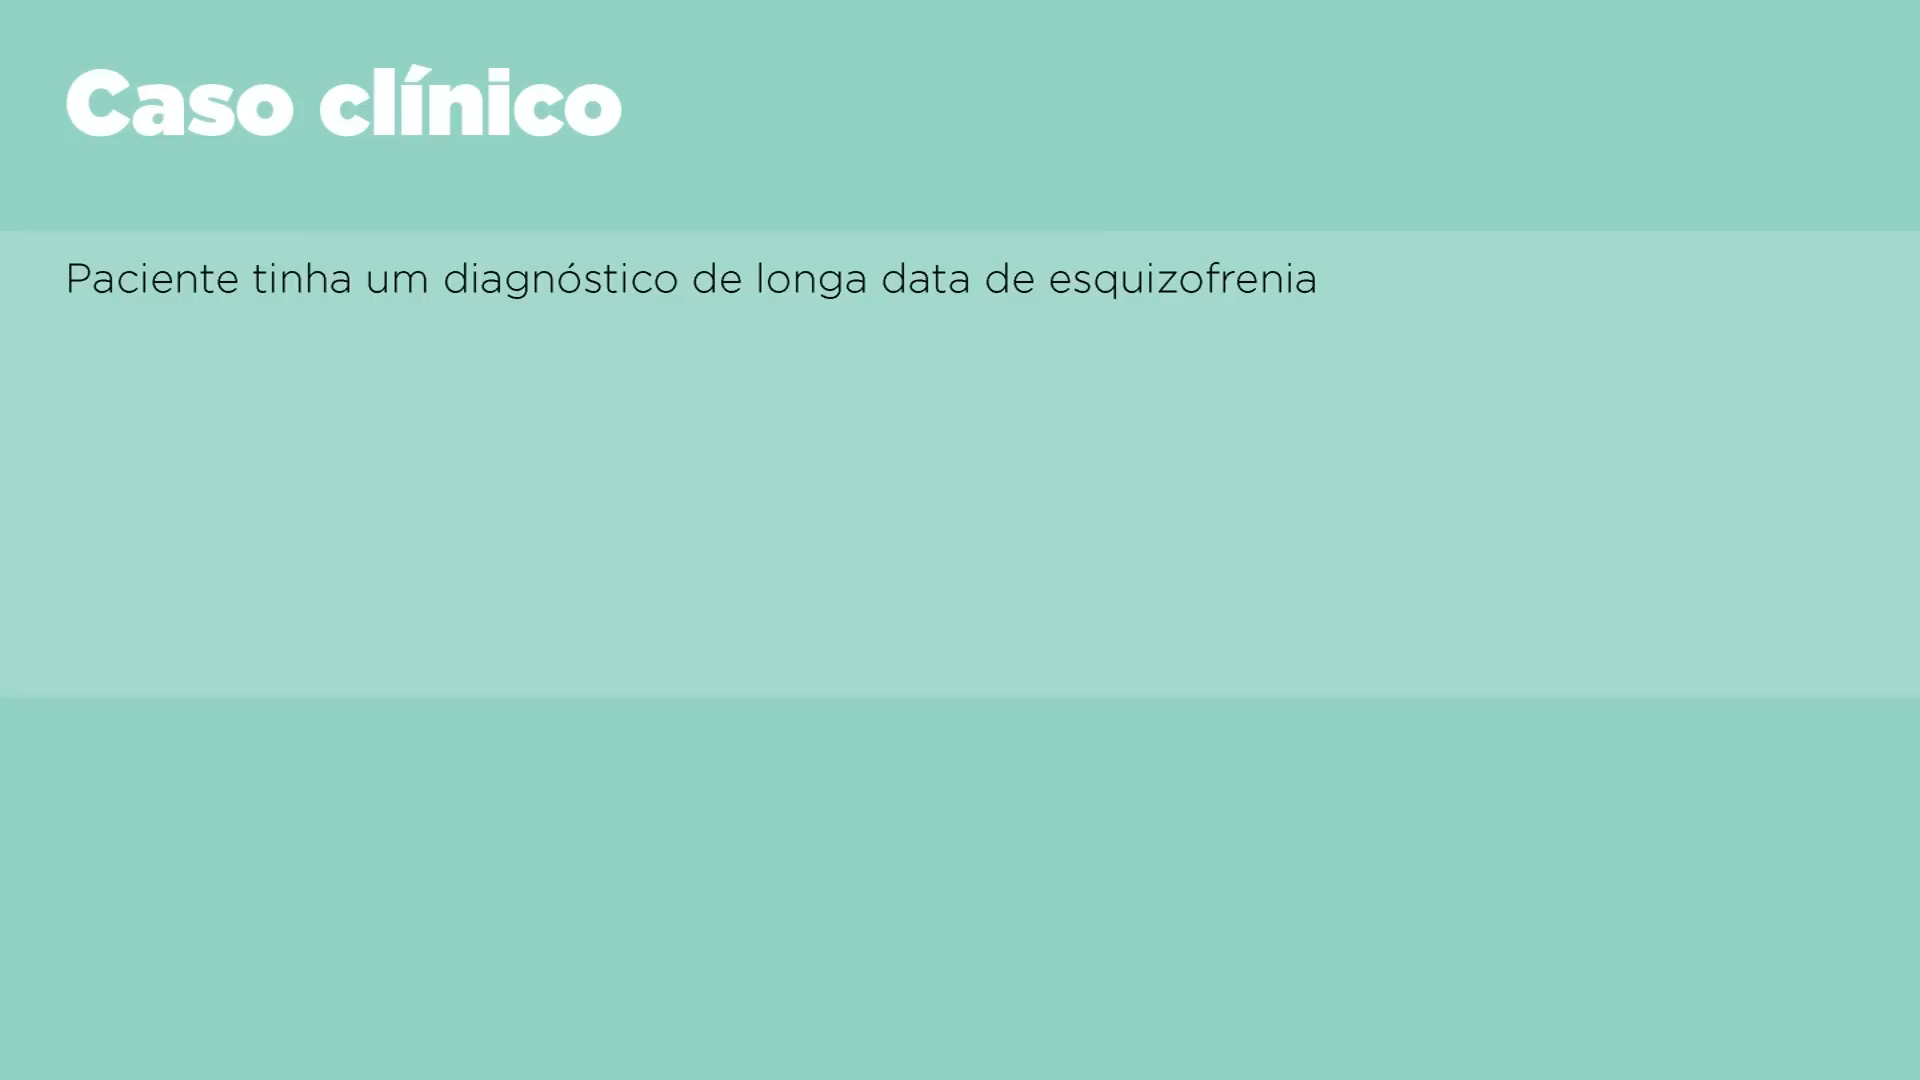 Caso clínico
Paciente tinha um diagnóstico de longa data de esquizofrenia